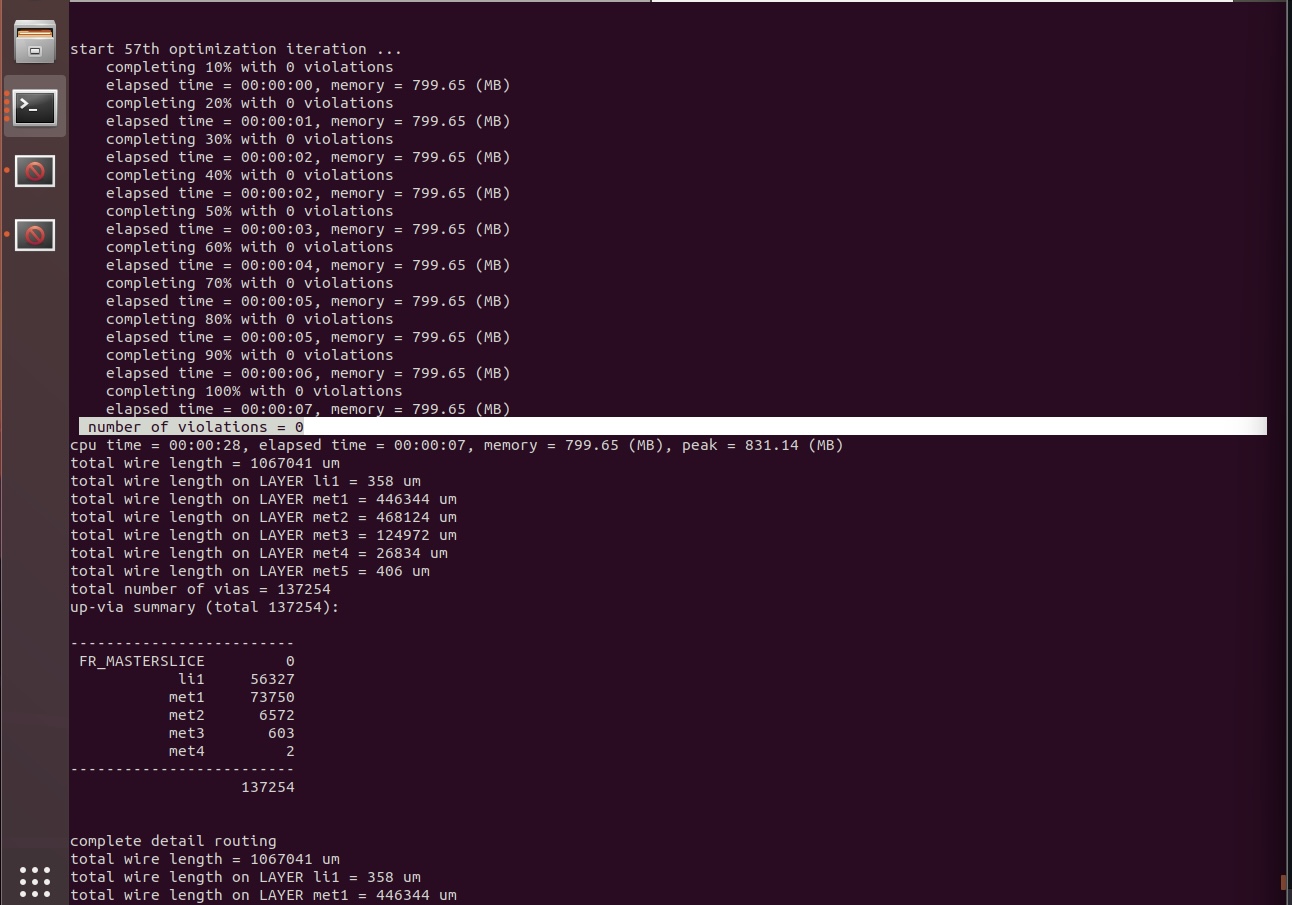 start 57th optimization iteration ...
completing 10% with 0 violations
elapsed time = 00:00:00, memory = 799.65 (MB)
completing 20% with 0 violations
elapsed time = 00:00:01, memory = 799.65 (MB)
completing 30% with 0 violations
elapsed time = 00:00:02, memory = 799.65 (MB)
completing 40% with 0 violations
elapsed time = 00:00:02, memory = 799.65 (MB)
completing 50% with 0 violations
elapsed time = 00:00:03, memory = 799.65 (MB)
completing 60% with 0 violations
elapsed time = 00:00:04, memory = 799.65 (MB)
completing 70% with 0 violations
elapsed time = 00:00:05, memory = 799.65 (MB)
completing 80% with 0 violations
elapsed time = 00:00:05, memory = 799.65 (MB)
completing 90% with 0 violations
elapsed time = 00:00:06, memory = 799.65 (MB)
completing 100% with 0 violations
elapsed time = 00:00:07, memory = 799.65 (MB)
number of violations = 0
cpu time = 00:00:28, elapsed time = 00:00:07, memory = 799.65 (MB), peak = 831.14 (MB)
total wire length = 1067041 um
total wire length on LAYER li1 = 358 um
total wire length on LAYER met1 = 446344 um
total wire length on LAYER met2 = 468124 um
total wire length on LAYER met3 = 124972 um
total wire length on LAYER met4 = 26834 um
total wire length on LAYER met5 = 406 um
total number of vias = 137254
up-via summary (total 137254):
-------------------------
FR_MASTERSLICE 0
li1 56327
met1 73750
met2 6572
met3 603
met4 2
-------------------------
137254
complete detail routing
total wire length = 1067041 um
total wire length on LAYER li1 = 358 um
total wire length on LAYER met1 = 446344 um